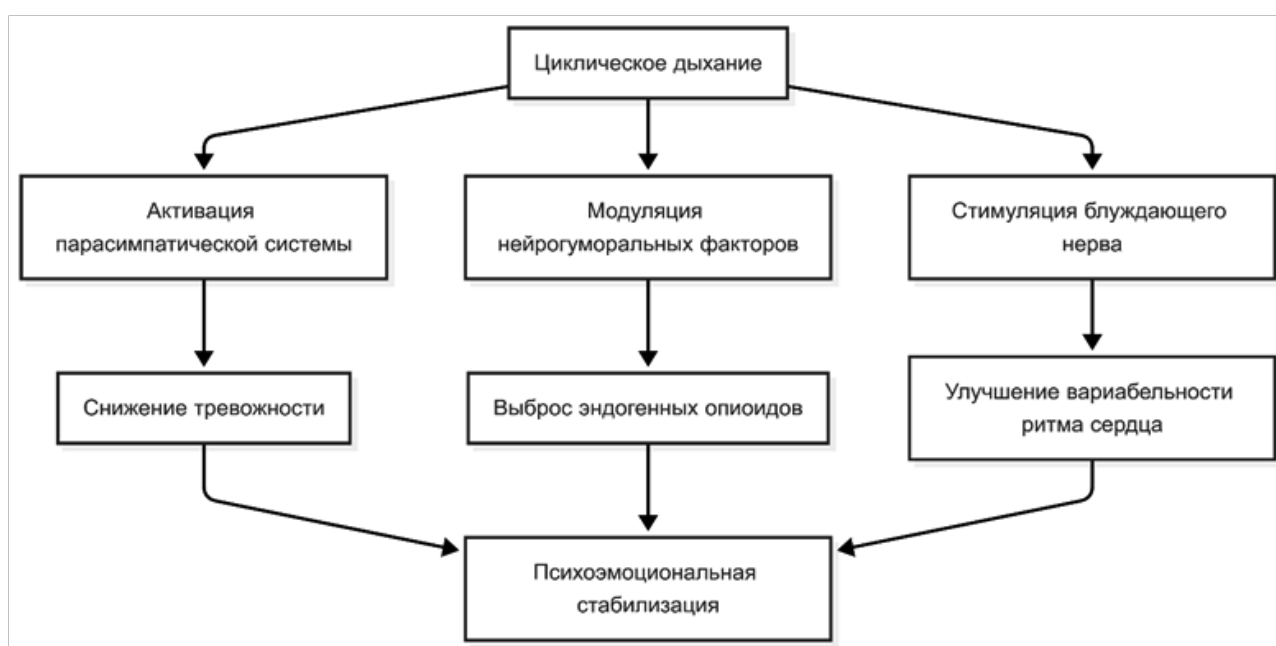 Циклическое дыхание
Активация
парасимпатической системы
Модуляция
нейрогуморальных факторов
Стимуляция блуждающего
нерва
Снижение тревожности
Выброс эндогенных опиоидов
Улучшение вариабельности
ритма сердца
Психоэмоциональная
стабилизация